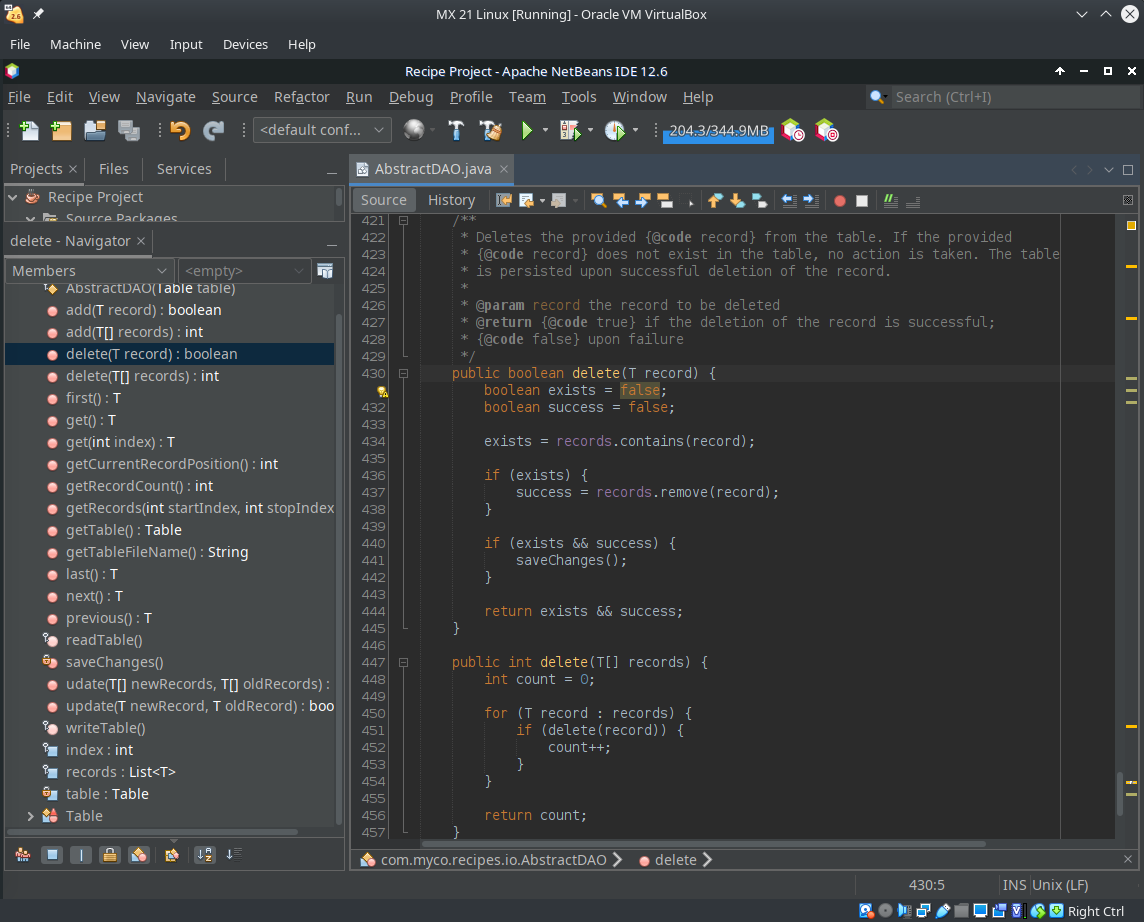 MX 21 Linux [Running] - Oracle VM VirtualBox
File Machine View Input Devices Help
Recipe Project - Apache NetBeans IDE 12.6
File Edit View Navigate Source Refactor Run Debug Profile Team Tools Window Help Search (Ctrl+I)
<default conf... 204.3/344.9MB
Projects Files Services
Recipe Project
Source Packages
delete - Navigator
Members <empty>
AbstractDAO(Table table)
add(T record) : boolean
add(T[] records) : int
delete(T record) : boolean
delete(T[] records) : int
first() : T
get() : T
get(int index) : T
getCurrentRecordPosition() : int
getRecordCount() : int
getRecords(int startIndex, int stopIndex
getTable() : Table
getTableFileName() : String
last() : T
next() : T
previous() : T
readTable()
saveChanges()
udate(T[] newRecords, T[] oldRecords) :
update(T newRecord, T oldRecord) : boo
writeTable()
index : int
records : List<T>
table : Table
Table
AbstractDAO.java
Source History
421 /**
422 * Deletes the provided {@code record} from the table. If the provided
423 * {@code record} does not exist in the table, no action is taken. The table
424 * is persisted upon successful deletion of the record.
425 *
426 * @param record the record to be deleted
427 * @return {@code true} if the deletion of the record is successful;
428 * {@code false} upon failure
429 */
430 public boolean delete(T record) {
boolean exists = false;
432 boolean success = false;
433
434 exists = records.contains(record);
435
436 if (exists) {
437 success = records.remove(record);
438 }
439
440 if (exists && success) {
441 saveChanges();
442 }
443
444 return exists && success;
445 }
446
447 public int delete(T[] records) {
448 int count = 0;
449
450 for (T record : records) {
451 if (delete(record)) {
452 count++;
453 }
454 }
455
456 return count;
457 }
com.myco.recipes.io.AbstractDAO delete
430:5 INS Unix (LF)
Right Ctrl